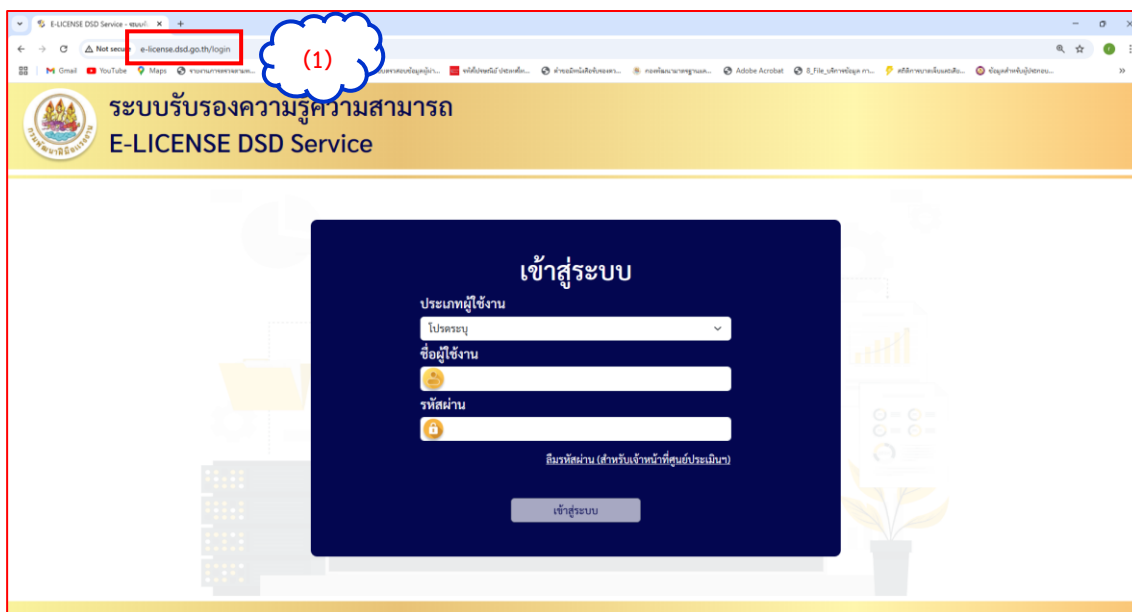 E-LICENSE DSD Service - ระบบรั...
Not secure e-license.dsd.go.th/login
(1)
Gmail YouTube Maps Adobe Acrobat
ระบบรับรองความรู้ความสามารถ
E-LICENSE DSD Service
เข้าสู่ระบบ
ประเภทผู้ใช้งาน
โปรดระบุ
ชื่อผู้ใช้งาน
รหัสผ่าน
ลืมรหัสผ่าน (สำหรับเจ้าหน้าที่ศูนย์ประเมินฯ)
เข้าสู่ระบบ